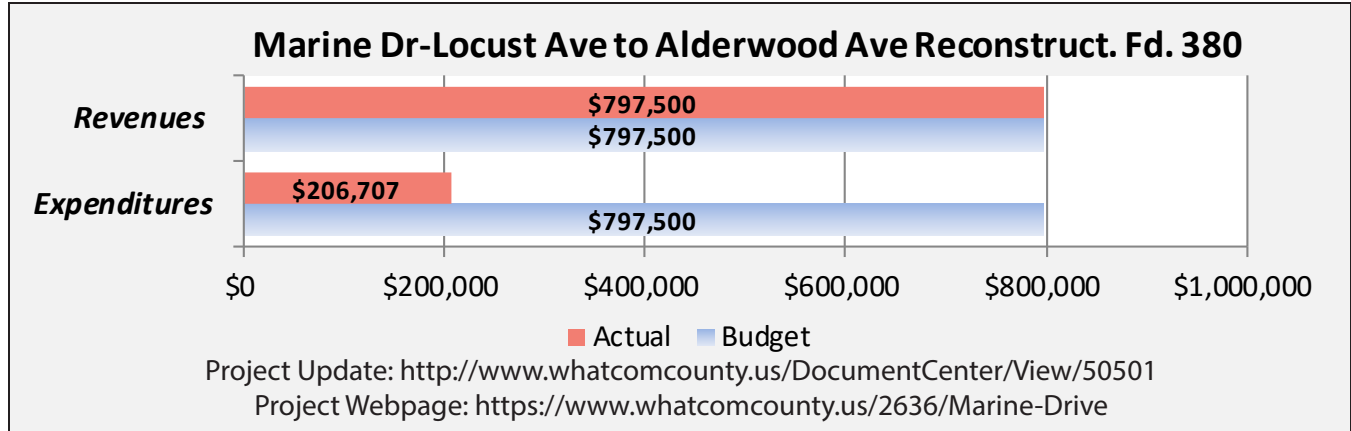 Marine Dr-Locust Ave to Alderwood Ave Reconstruct. Fd. 380
Revenues
$797,500
$797,500
Expenditures
$206,707
$797,500
$0 $200,000 $400,000 $600,000 $800,000 $1,000,000
Actual Budget
Project Update: http://www.whatcomcounty.us/DocumentCenter/View/50501
Project Webpage: https://www.whatcomcounty.us/2636/Marine-Drive